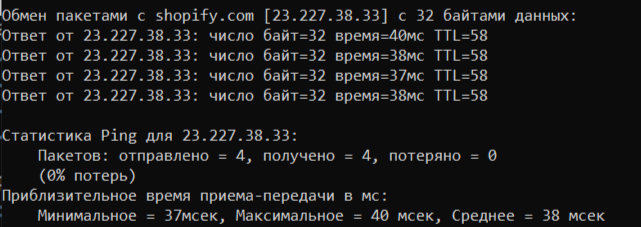 Обмен пакетами с shopify.com [23.227.38.33] с 32 байтами данных:
Ответ от 23.227.38.33: число байт=32 время=40мс TTL=58
Ответ от 23.227.38.33: число байт=32 время=38мс TTL=58
Ответ от 23.227.38.33: число байт=32 время=37мс TTL=58
Ответ от 23.227.38.33: число байт=32 время=38мс TTL=58
Статистика Ping для 23.227.38.33:
Пакетов: отправлено = 4, получено = 4, потеряно = 0
(0% потерь)
Приблизительное время приема-передачи в мс:
Минимальное = 37мсек, Максимальное = 40 мсек, Среднее = 38 мсек